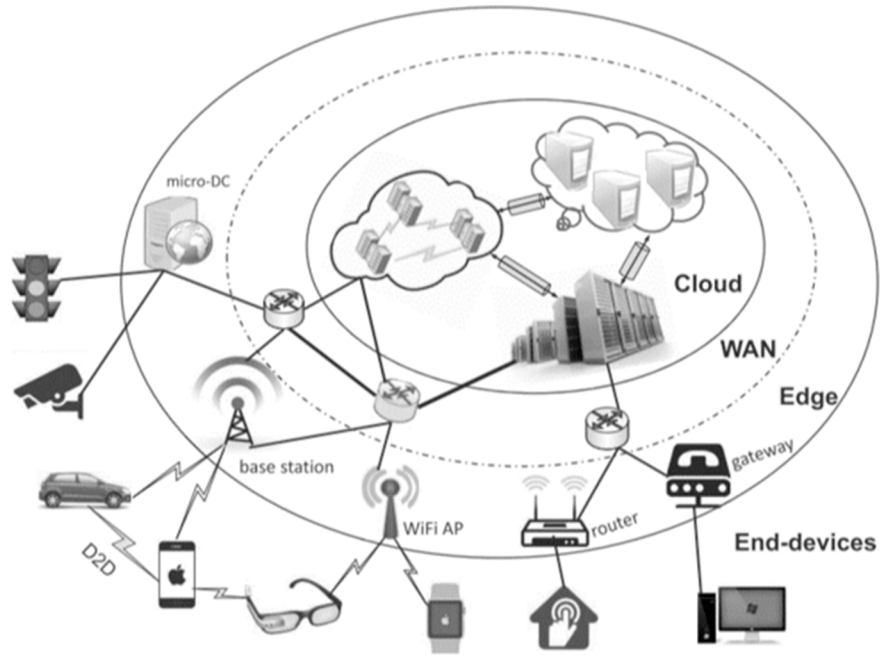 micro-DC
Cloud
WAN
Edge
base station
gateway
WiFi AP
router
End-devices
D2D